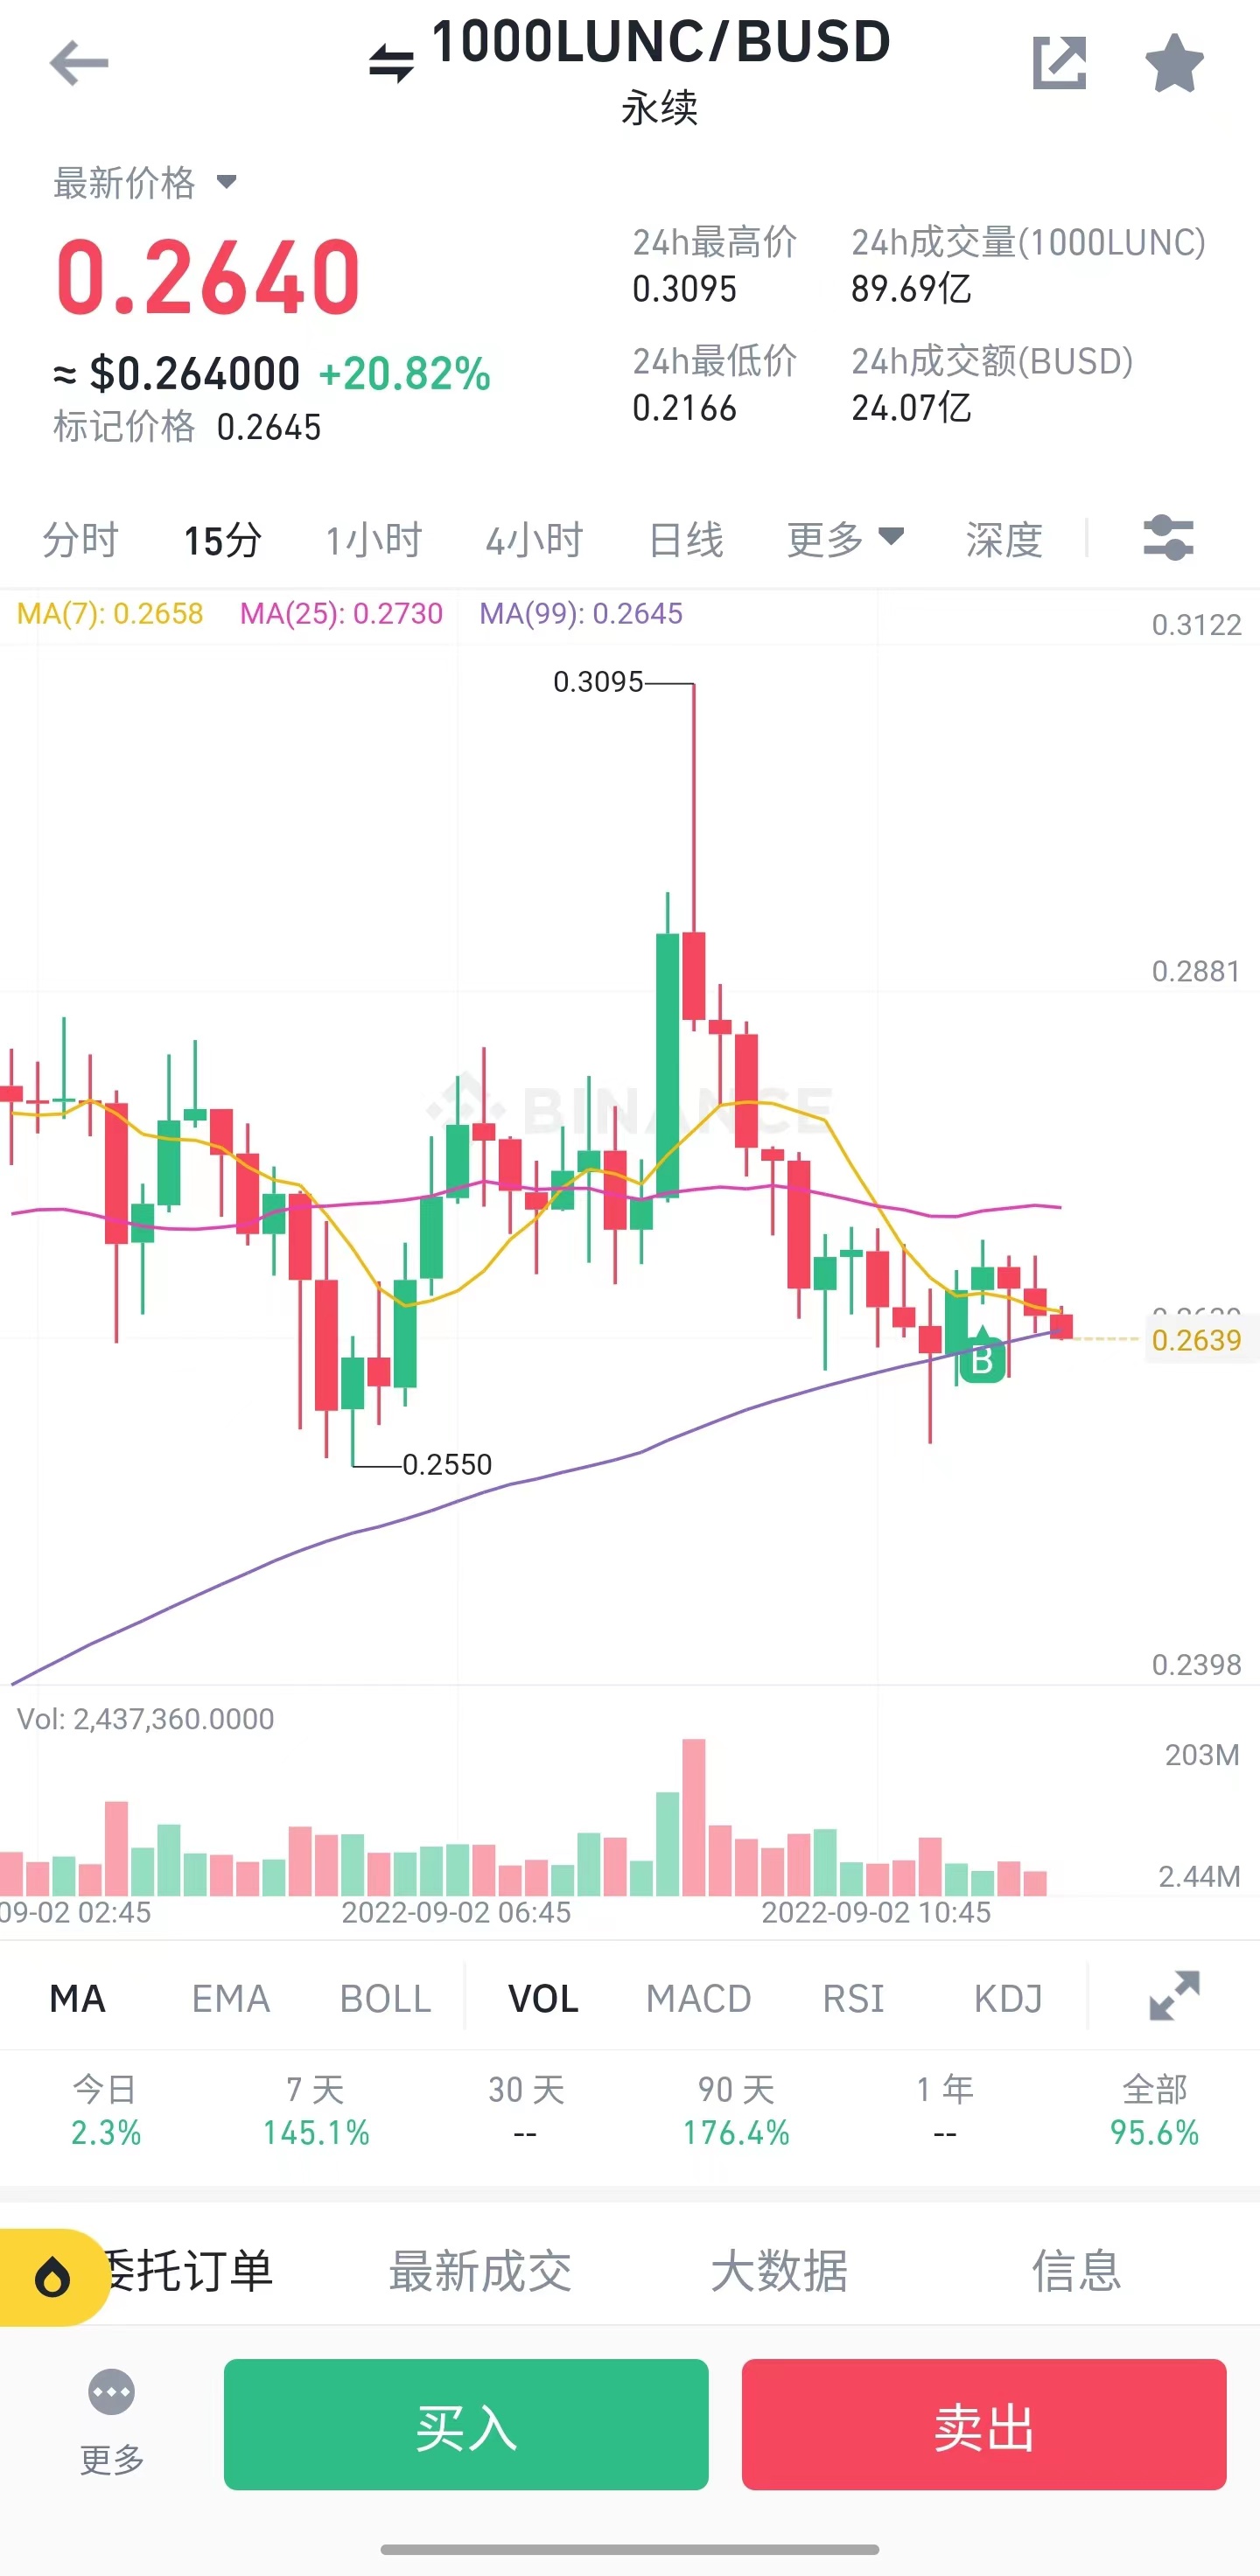 1000LUNC/BUSD
永续
最新价格
0.2640
≈ $0.264000 +20.82%
标记价格 0.2645
24h最高价
0.3095
24h成交量(1000LUNC)
89.69亿
24h最低价
0.2166
24h成交额(BUSD)
24.07亿
分时 15分 1小时 4小时 日线 更多 深度
MA(7): 0.2658 MA(25): 0.2730 MA(99): 0.2645
0.3122
0.3095
0.2881
BINANCE
0.2639
B
0.2550
0.2398
Vol: 2,437,360.0000
203M
2.44M
09-02 02:45 2022-09-02 06:45 2022-09-02 10:45
MA EMA BOLL VOL MACD RSI KDJ
今日 7 天 30 天 90 天 1 年 全部
2.3% 145.1% -- 176.4% -- 95.6%
委托订单 最新成交 大数据 信息
更多
买入
卖出